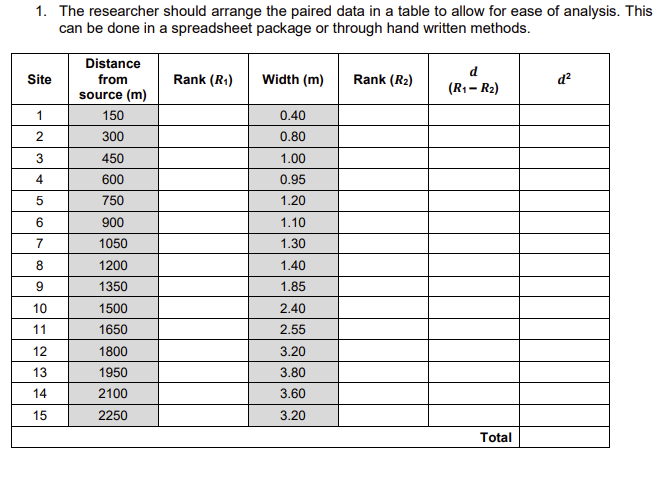 1. The researcher should arrange the paired data in a table to allow for ease of analysis. This
can be done in a spreadsheet package or through hand written methods.
Site Distance from source (m) Rank (R₁) Width (m) Rank (R₂) d (R₁ – R₂) d²
1 150 0.40
2 300 0.80
3 450 1.00
4 600 0.95
5 750 1.20
6 900 1.10
7 1050 1.30
8 1200 1.40
9 1350 1.85
10 1500 2.40
11 1650 2.55
12 1800 3.20
13 1950 3.80
14 2100 3.60
15 2250 3.20
Total